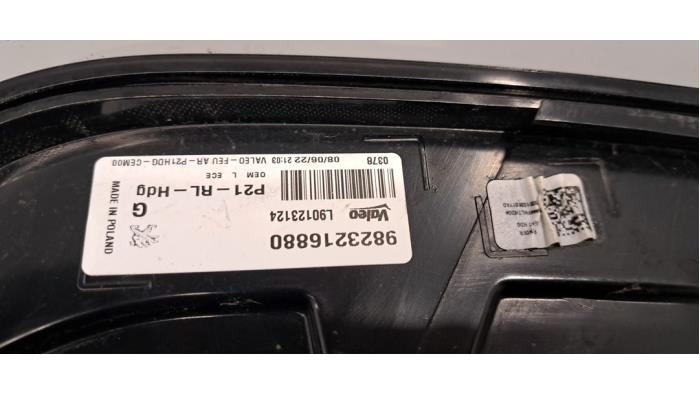 9823216880
Valeo L90123124
P21-RL-Hdg G
OEM L ECE
0378 08/06/22 21:03 VALEO-FEU AR-P21HDG-CEM00
MADE IN POLAND